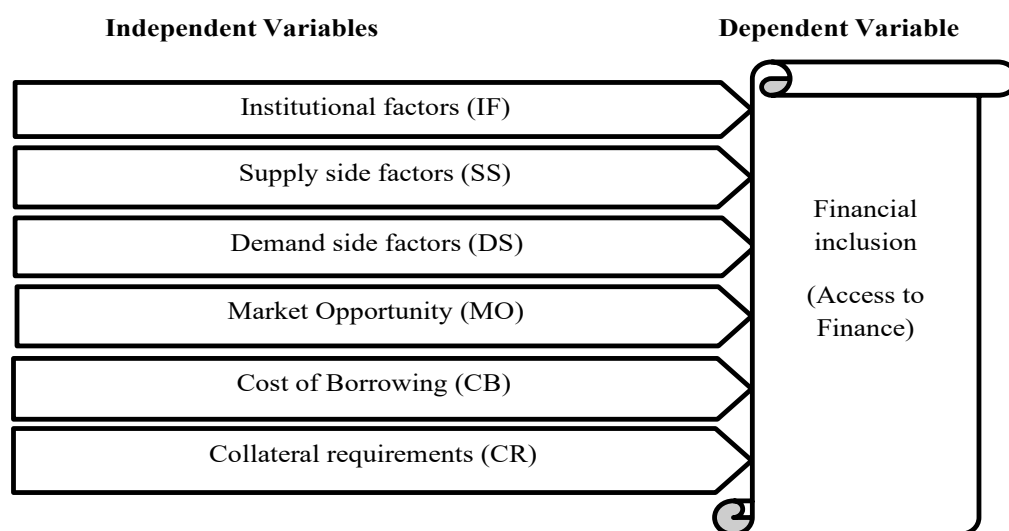 Independent Variables
Dependent Variable
Institutional factors (IF)
Supply side factors (SS)
Demand side factors (DS)
Market Opportunity (MO)
Cost of Borrowing (CB)
Collateral requirements (CR)
Financial
inclusion
(Access to
Finance)